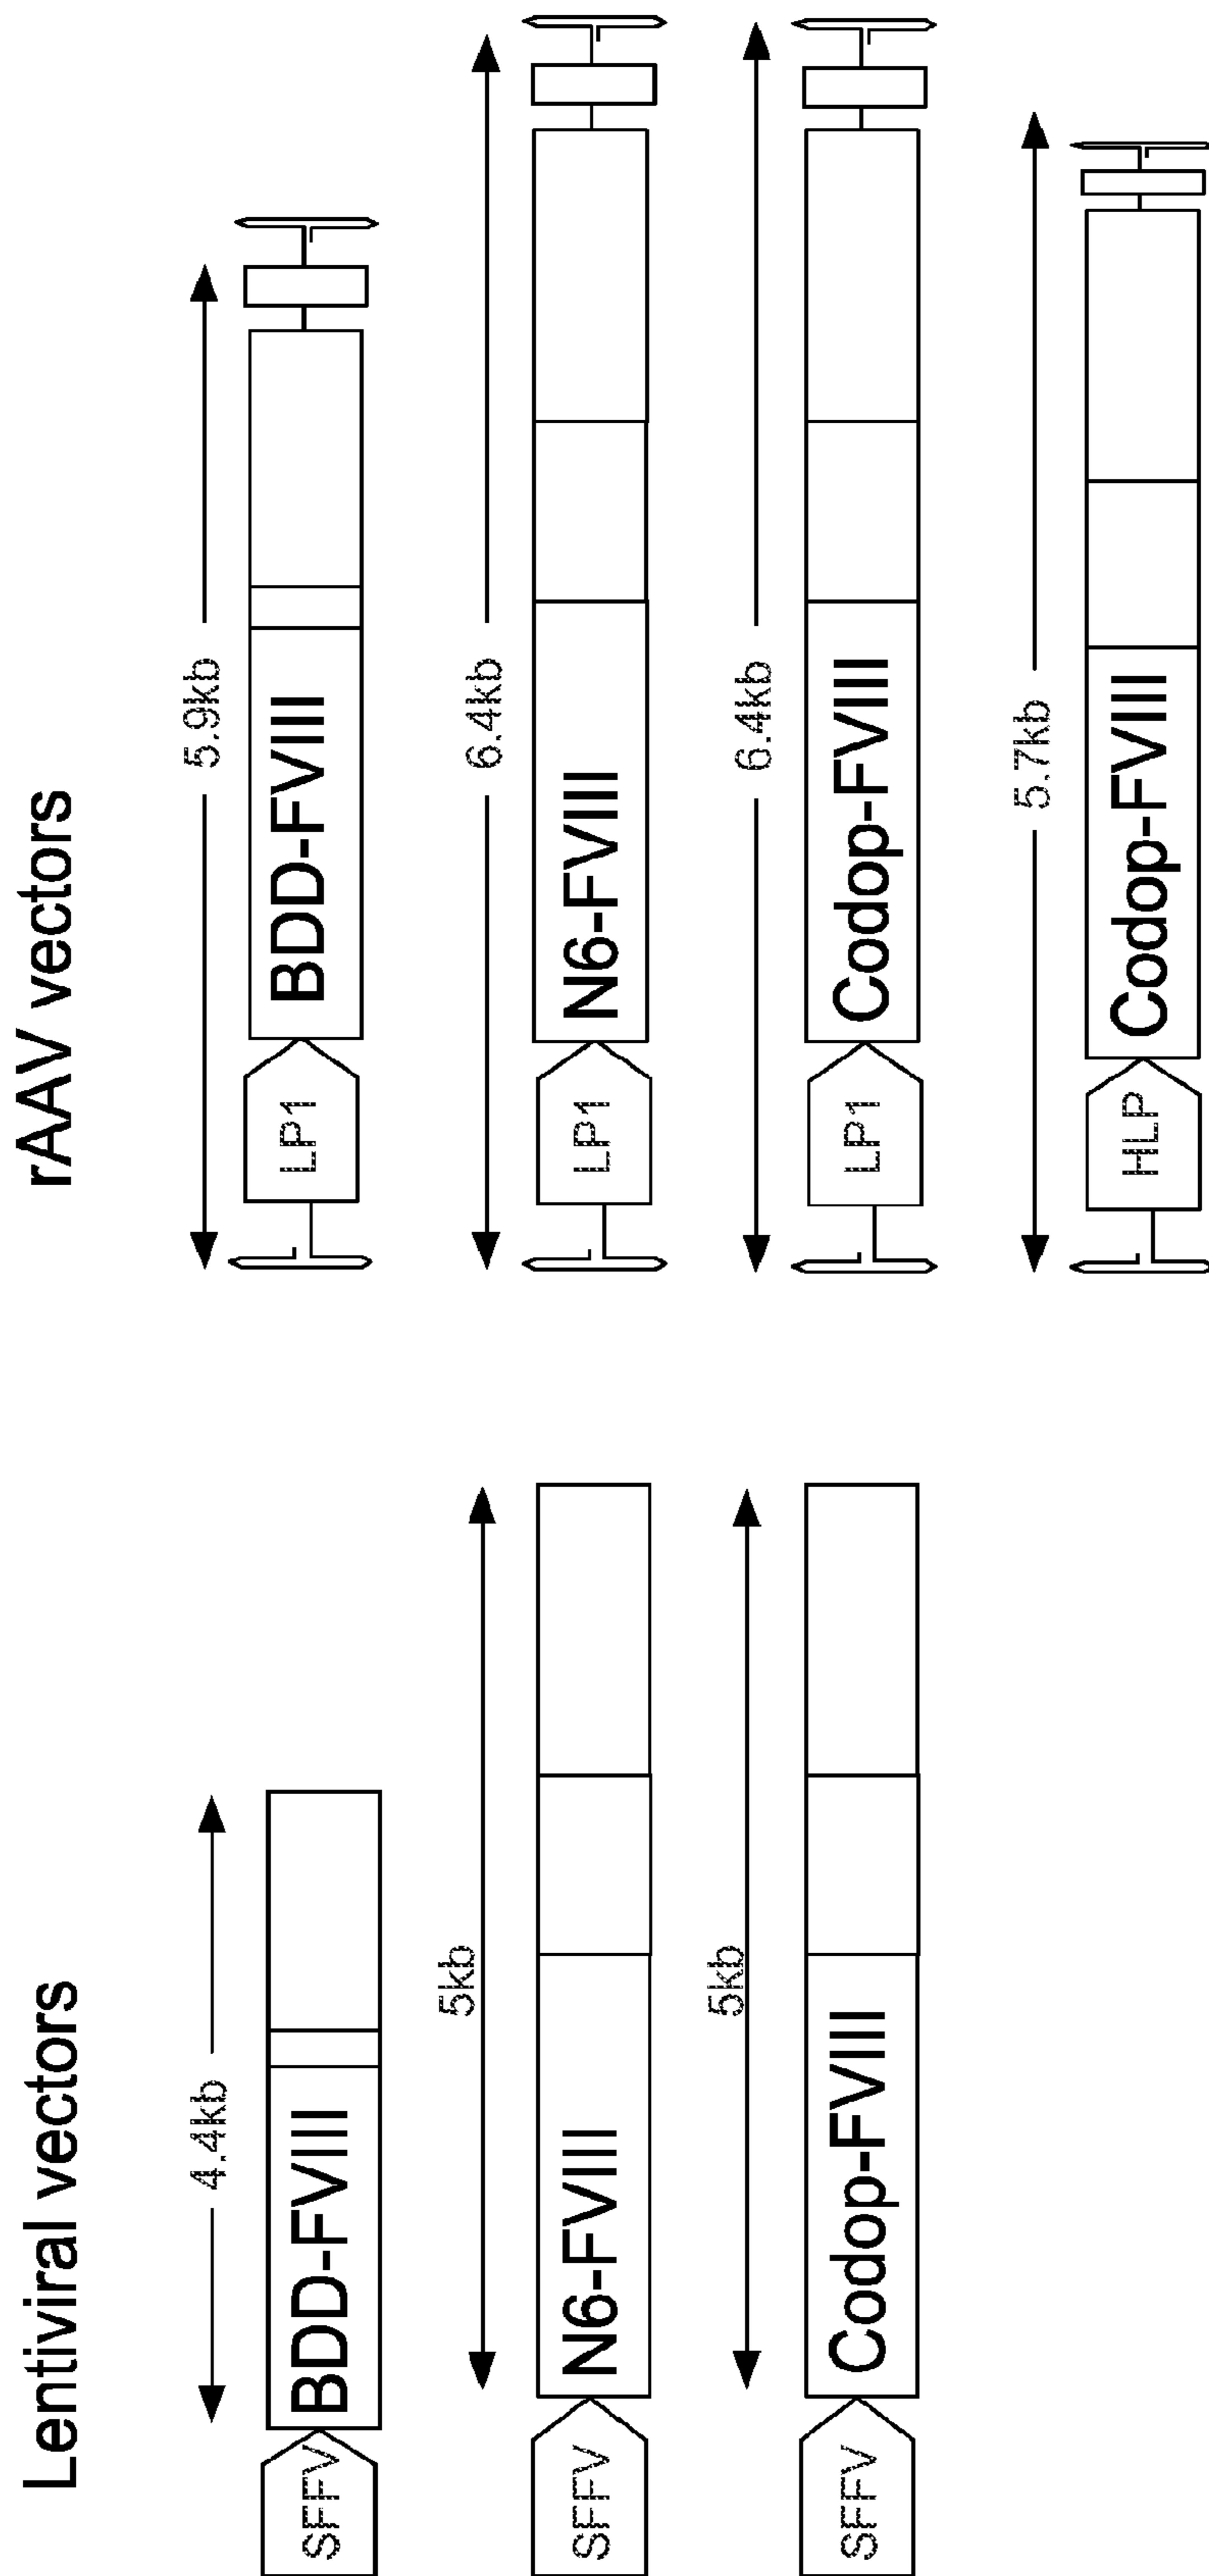 Lentiviral vectors
4.4kb
SFFV
BDD-FVIII
5kb
SFFV
N6-FVIII
5kb
SFFV
Codop-FVIII
rAAV vectors
5.9kb
LP1
BDD-FVIII
6.4kb
LP1
N6-FVIII
6.4kb
LP1
Codop-FVIII
5.7kb
HLP
Codop-FVIII